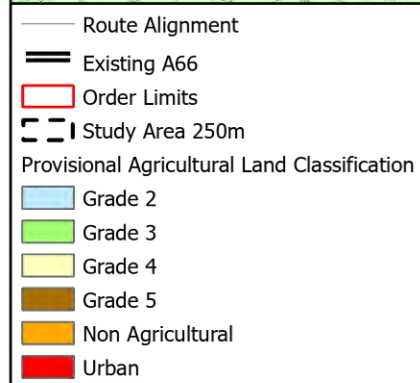 Route Alignment
Existing A66
Order Limits
Study Area 250m
Provisional Agricultural Land Classification
Grade 2
Grade 3
Grade 4
Grade 5
Non Agricultural
Urban